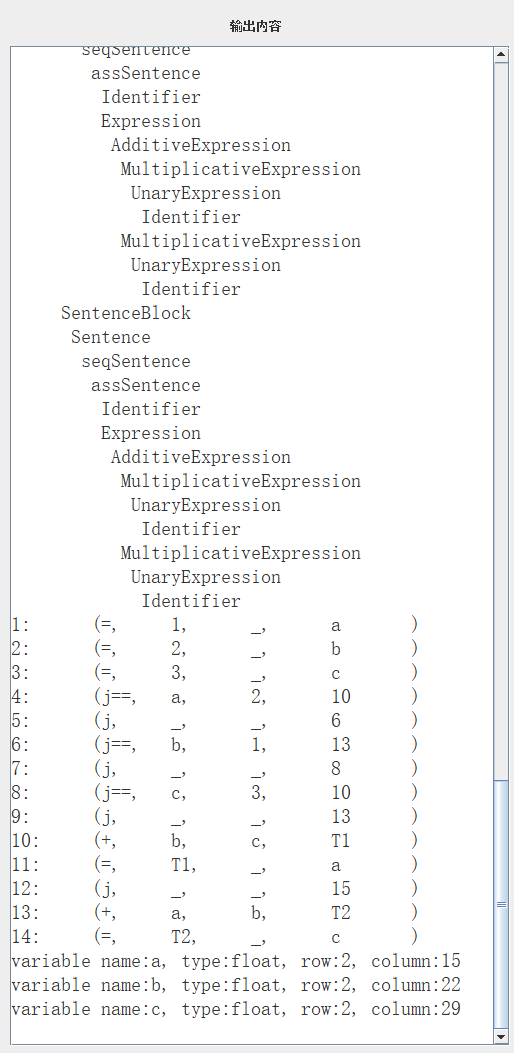 输出内容
seqSentence
assSentence
Identifier
Expression
AdditiveExpression
MultiplicativeExpression
UnaryExpression
Identifier
MultiplicativeExpression
UnaryExpression
Identifier
SentenceBlock
Sentence
seqSentence
assSentence
Identifier
Expression
AdditiveExpression
MultiplicativeExpression
UnaryExpression
Identifier
MultiplicativeExpression
UnaryExpression
Identifier
1: (=, 1, _, a )
2: (=, 2, _, b )
3: (=, 3, _, c )
4: (j==, a, 2, 10 )
5: (j, _, _, 6 )
6: (j==, b, 1, 13 )
7: (j, _, _, 8 )
8: (j==, c, 3, 10 )
9: (j, _, _, 13 )
10: (+, b, c, T1 )
11: (=, T1, _, a )
12: (j, _, _, 15 )
13: (+, a, b, T2 )
14: (=, T2, _, c )
variable name:a, type:float, row:2, column:15
variable name:b, type:float, row:2, column:22
variable name:c, type:float, row:2, column:29